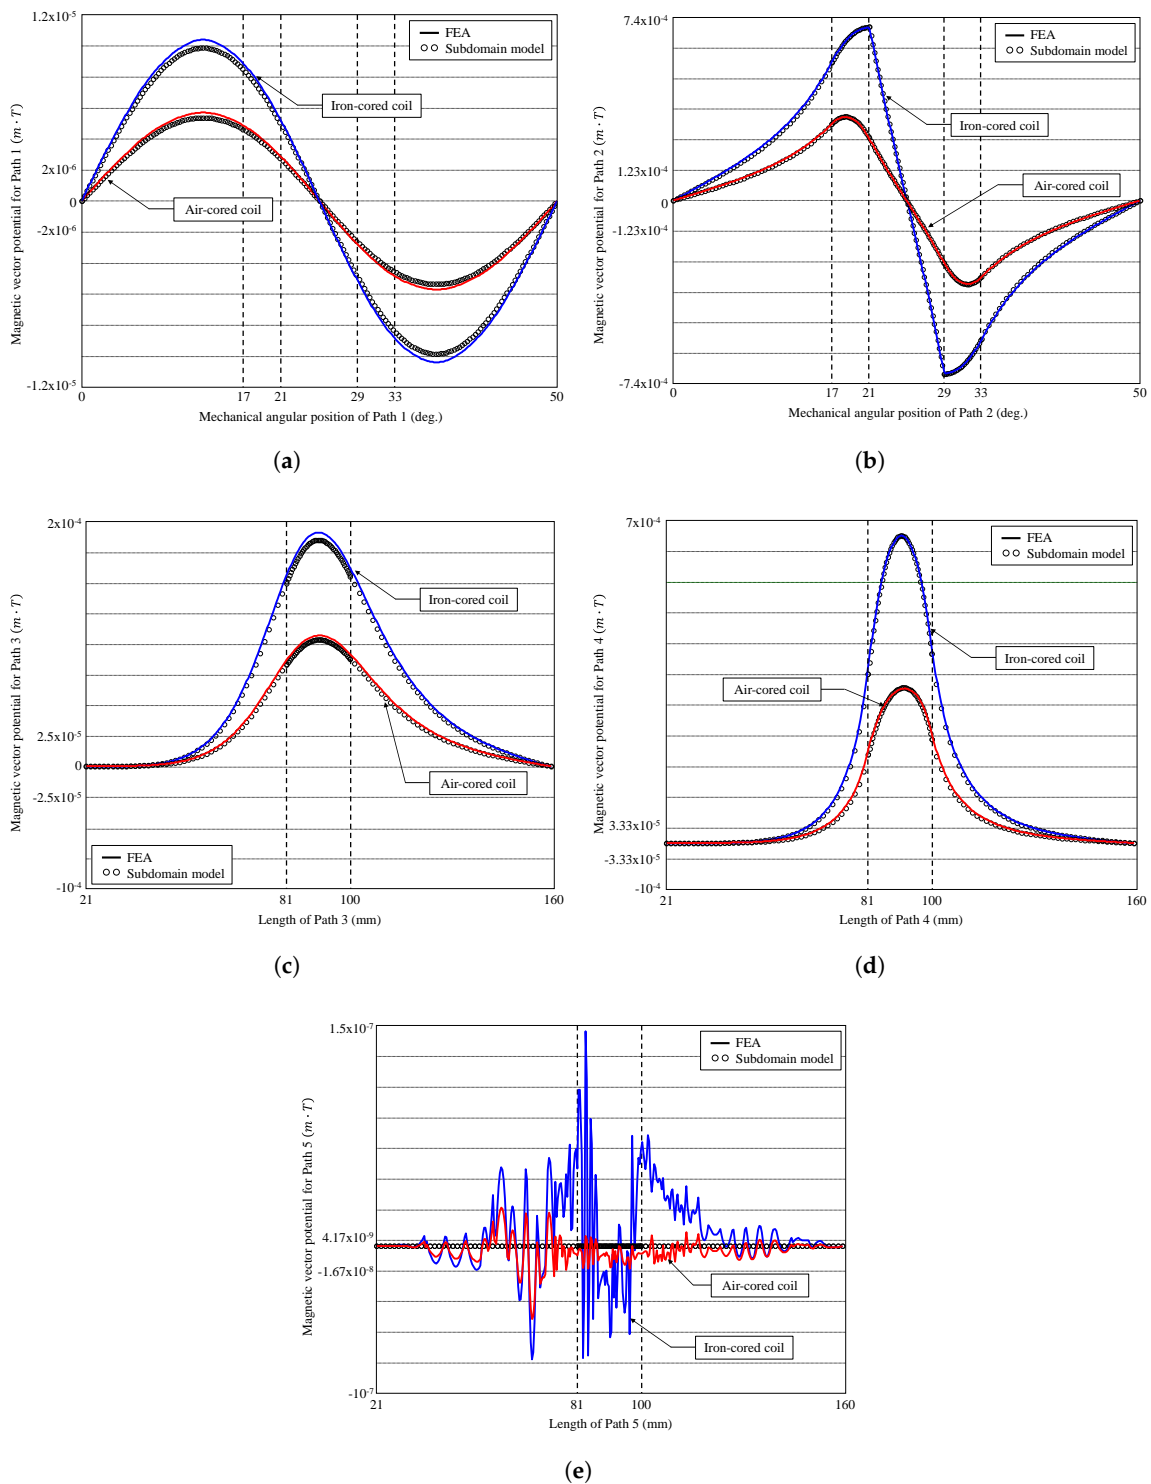 1.2x10-5
2x10-6
0
-2x10-6
-1.2x10-5
Magnetic vector potential for Path 1 (m · T)
FEA
Subdomain model
Iron-cored coil
Air-cored coil
0 17 21 29 33 50
Mechanical angular position of Path 1 (deg.)
(a)
7.4x10-4
1.23x10-4
0
-1.23x10-4
-7.4x10-4
Magnetic vector potential for Path 2 (m · T)
FEA
Subdomain model
Iron-cored coil
Air-cored coil
0 17 21 29 33 50
Mechanical angular position of Path 2 (deg.)
(b)
2x10-4
2.5x10-5
0
-2.5x10-5
-10-4
Magnetic vector potential for Path 3 (m · T)
Iron-cored coil
Air-cored coil
FEA
Subdomain model
21 81 100 160
Length of Path 3 (mm)
(c)
7x10-4
3.33x10-5
-3.33x10-5
-10-4
Magnetic vector potential for Path 4 (m · T)
FEA
Subdomain model
Iron-cored coil
Air-cored coil
21 81 100 160
Length of Path 4 (mm)
(d)
1.5x10-7
4.17x10-9
-1.67x10-8
-10-7
Magnetic vector potential for Path 5 (m · T)
FEA
Subdomain model
Air-cored coil
Iron-cored coil
21 81 100 160
Length of Path 5 (mm)
(e)